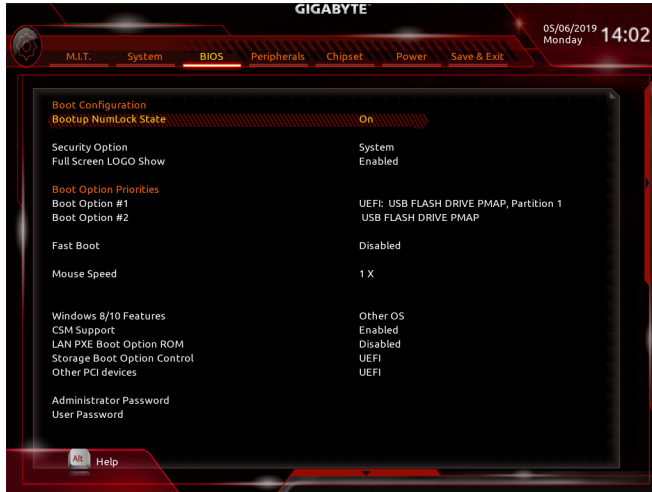 GIGABYTE
05/06/2019 14:02
Monday
M.I.T. System BIOS Peripherals Chipset Power Save & Exit
Boot Configuration
Bootup NumLock State On
Security Option System
Full Screen LOGO Show Enabled
Boot Option Priorities
Boot Option #1 UEFI: USB FLASH DRIVE PMAP, Partition 1
Boot Option #2 USB FLASH DRIVE PMAP
Fast Boot Disabled
Mouse Speed 1 X
Windows 8/10 Features Other OS
CSM Support Enabled
LAN PXE Boot Option ROM Disabled
Storage Boot Option Control UEFI
Other PCI devices UEFI
Administrator Password
User Password
Alt Help